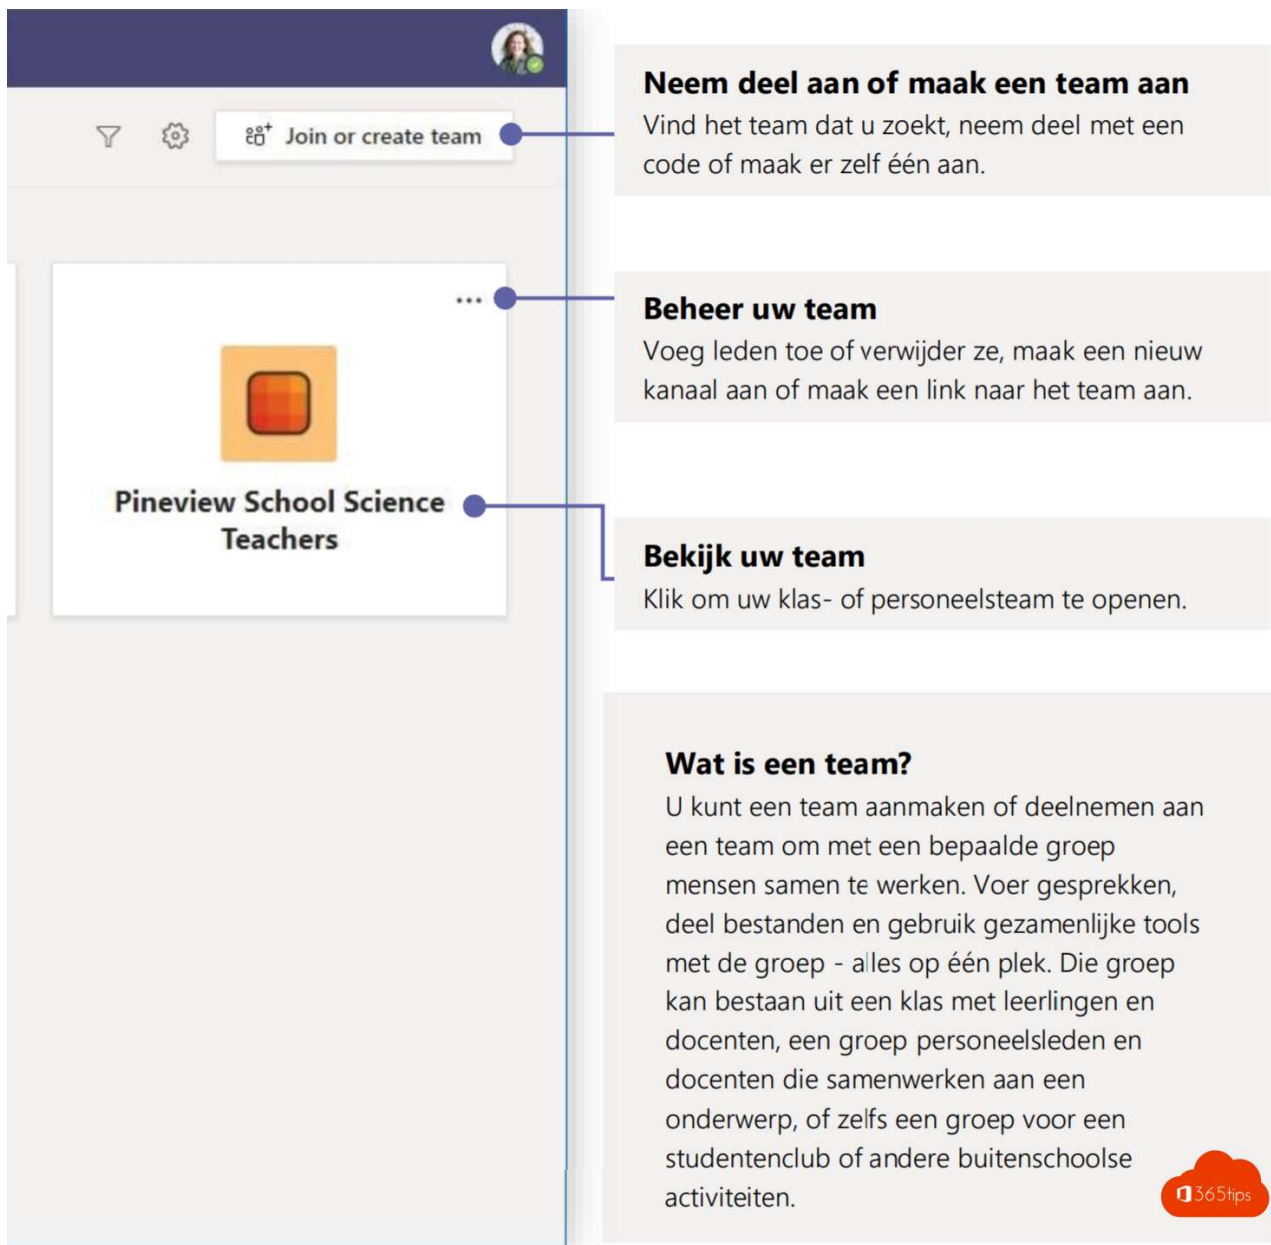 Join or create team
Neem deel aan of maak een team aan
Vind het team dat u zoekt, neem deel met een
code of maak er zelf één aan.
Beheer uw team
Voeg leden toe of verwijder ze, maak een nieuw
kanaal aan of maak een link naar het team aan.
Pineview School Science
Teachers
Bekijk uw team
Klik om uw klas- of personeelsteam te openen.
Wat is een team?
U kunt een team aanmaken of deelnemen aan
een team om met een bepaalde groep
mensen samen te werken. Voer gesprekken,
deel bestanden en gebruik gezamenlijke tools
met de groep - alles op één plek. Die groep
kan bestaan uit een klas met leerlingen en
docenten, een groep personeelsleden en
docenten die samenwerken aan een
onderwerp, of zelfs een groep voor een
studentenclub of andere buitenschoolse
activiteiten.
365tips